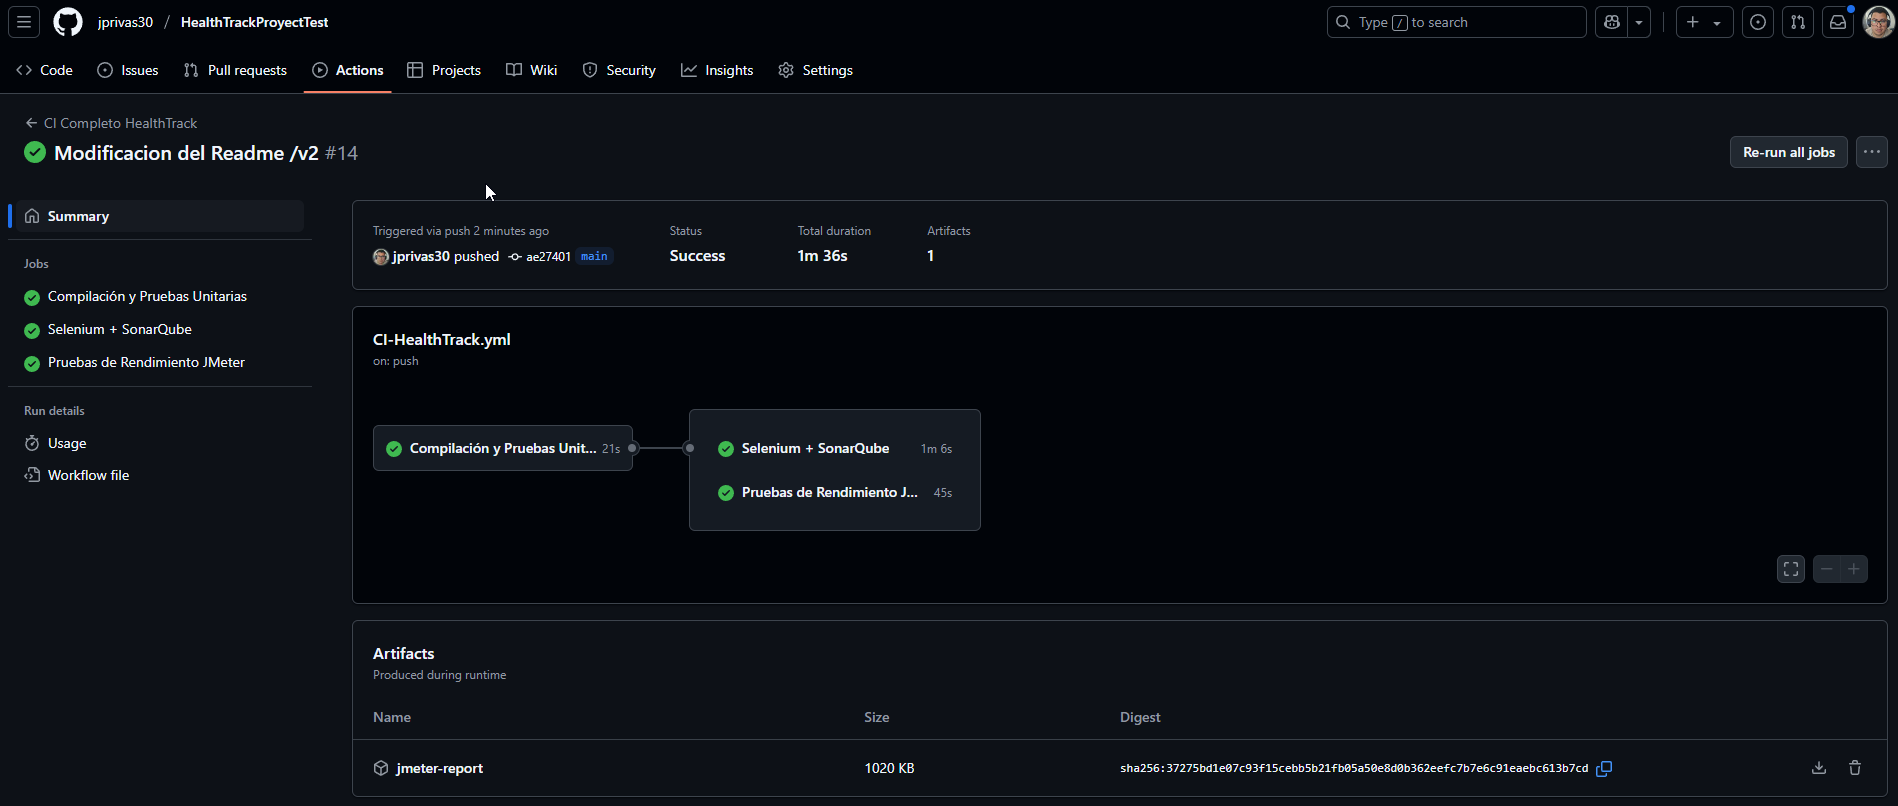 jprivas30 / HealthTrackProyectTest
Type / to search
Code
Issues
Pull requests
Actions
Projects
Wiki
Security
Insights
Settings
CI Completo HealthTrack
Modificacion del Readme /v2 #14
Re-run all jobs
Summary
Jobs
Compilación y Pruebas Unitarias
Selenium + SonarQube
Pruebas de Rendimiento JMeter
Run details
Usage
Workflow file
Triggered via push 2 minutes ago
jprivas30 pushed ae27401 main
Status
Success
Total duration
1m 36s
Artifacts
1
CI-HealthTrack.yml
on: push
Compilación y Pruebas Unit... 21s
Selenium + SonarQube 1m 6s
Pruebas de Rendimiento J... 45s
Artifacts
Produced during runtime
Name Size Digest
jmeter-report 1020 KB sha256:37275bd1e07c93f15cebb5b21fb05a50e8d0b362eefc7b7e6c91eaebc613b7cd